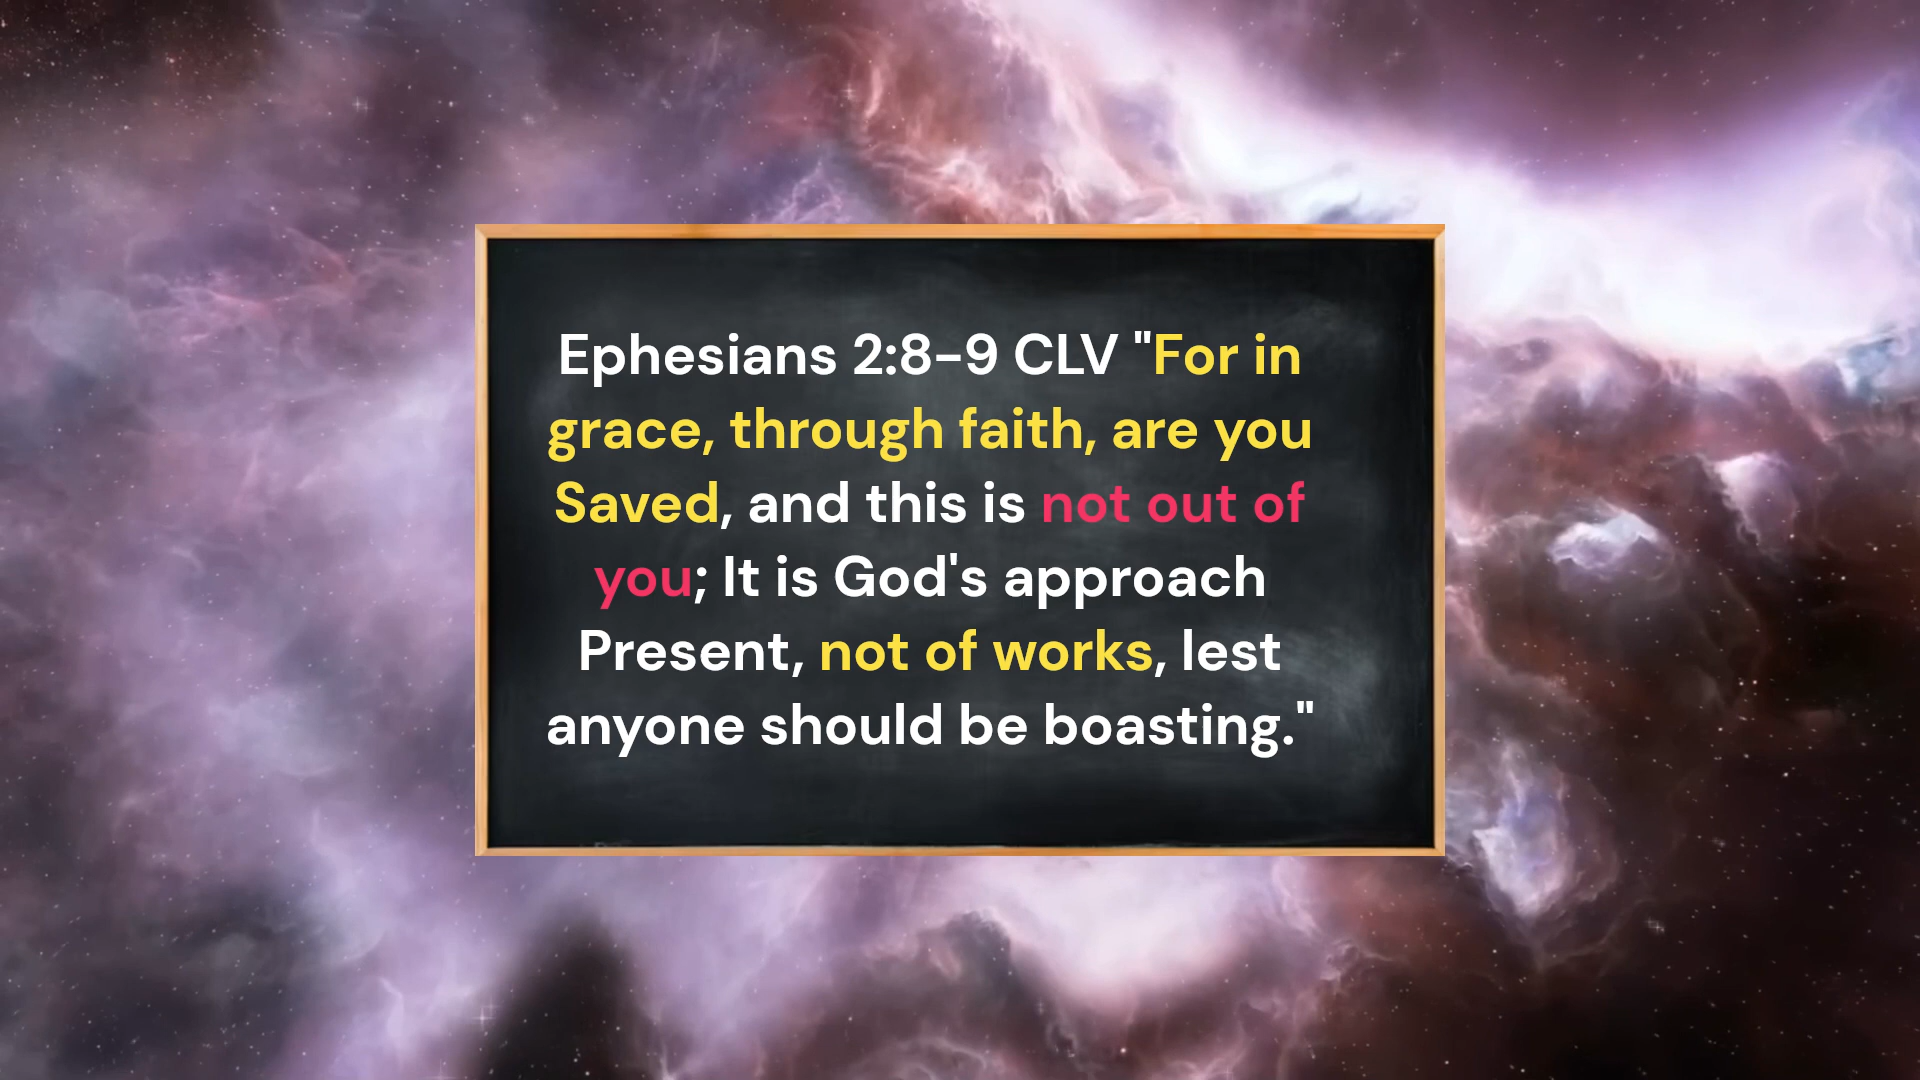 Ephesians 2:8-9 CLV "For in
grace, through faith, are you
Saved, and this is not out of
you; It is God's approach
Present, not of works, lest
anyone should be boasting."